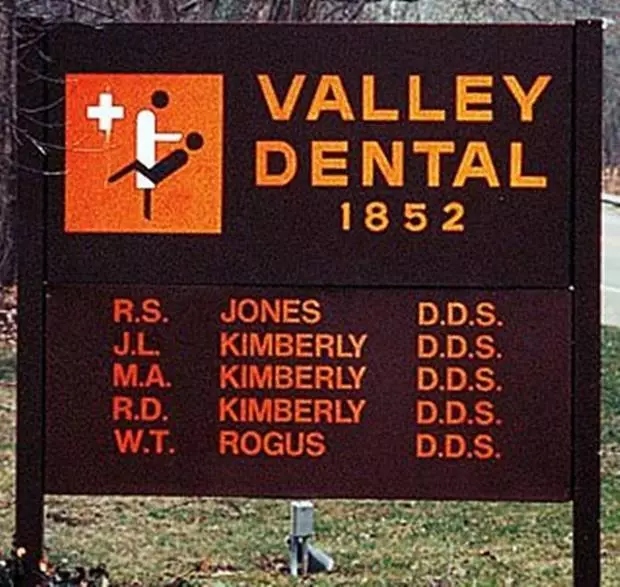 VALLEY
DENTAL
1852
R.S. JONES D.D.S.
J.L. KIMBERLY D.D.S.
M.A. KIMBERLY D.D.S.
R.D. KIMBERLY D.D.S.
W.T. ROGUS D.D.S.